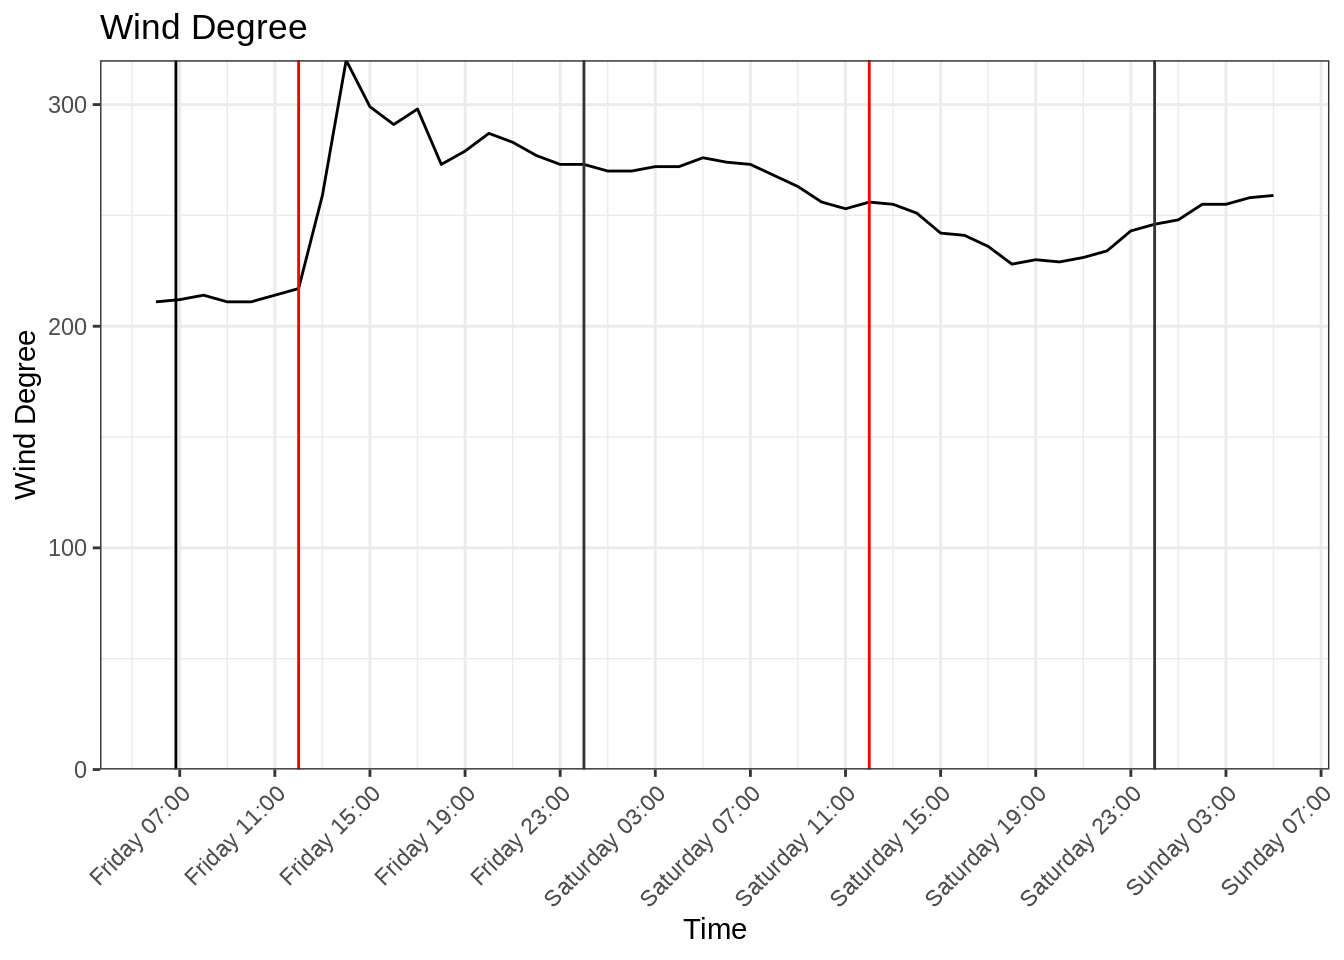 Wind Degree
Wind Degree
300
200
100
0
Friday 07:00
Friday 11:00
Friday 15:00
Friday 19:00
Friday 23:00
Saturday 03:00
Saturday 07:00
Saturday 11:00
Saturday 15:00
Saturday 19:00
Saturday 23:00
Sunday 03:00
Sunday 07:00
Time